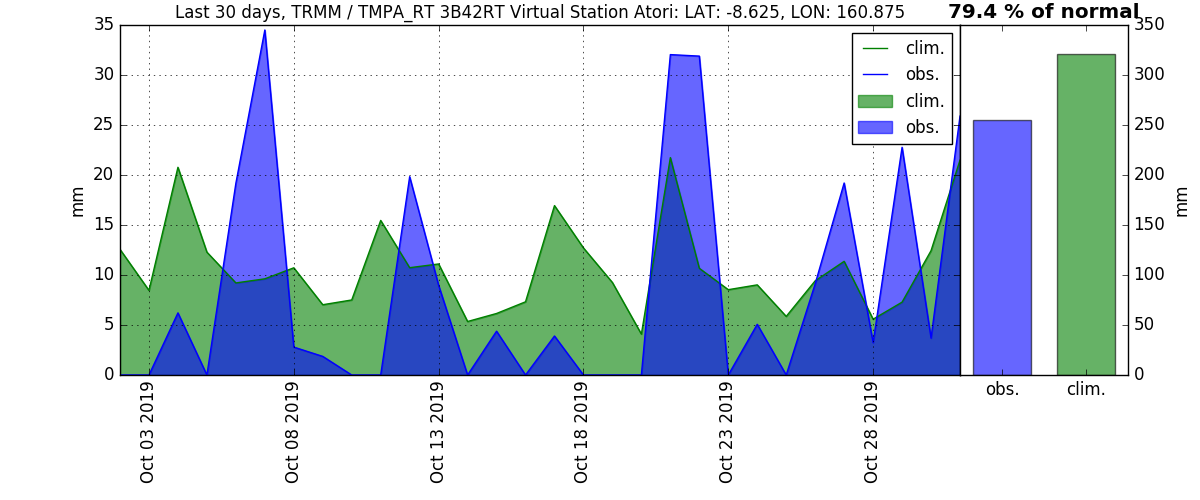 Last 30 days, TRMM / TMPA_RT 3B42RT Virtual Station Atori: LAT: -8.625, LON: 160.875
79.4 % of normal
35
30
25
20
15
10
5
0
mm
clim.
obs.
clim.
obs.
350
300
250
200
150
100
50
0
mm
Oct 03 2019
Oct 08 2019
Oct 13 2019
Oct 18 2019
Oct 23 2019
Oct 28 2019
obs.
clim.